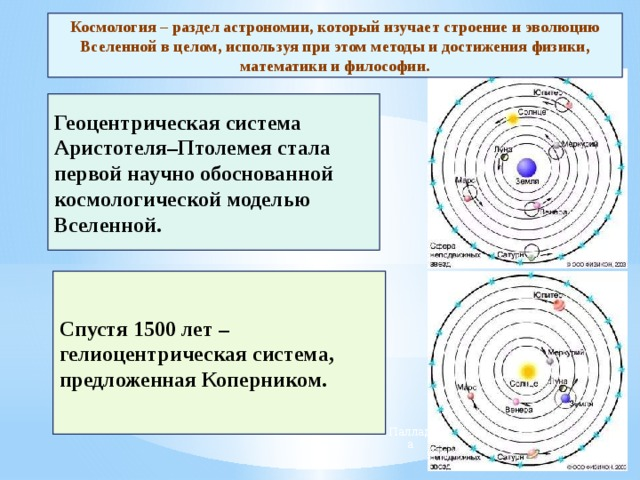 Космология – раздел астрономии, который изучает строение и эволюцию
Вселенной в целом, используя при этом методы и достижения физики,
математики и философии.
Геоцентрическая система
Аристотеля–Птолемея стала
первой научно обоснованной
космологической моделью
Вселенной.
Юпитер
Солнце
Меркурий
Луна
Земля
Марс
Венера
Сатурн
Сфера
неподвижных
звезд
© ООО ФИЗИКОН, 2003
Спустя 1500 лет –
гелиоцентрическая система,
предложенная Коперником.
Юпитер
Меркурий
Солнце
Луна
Марс
Земля
Венера
Сатурн
Сфера
неподвижных
звезд
© ООО ФИЗИКОН, 2003